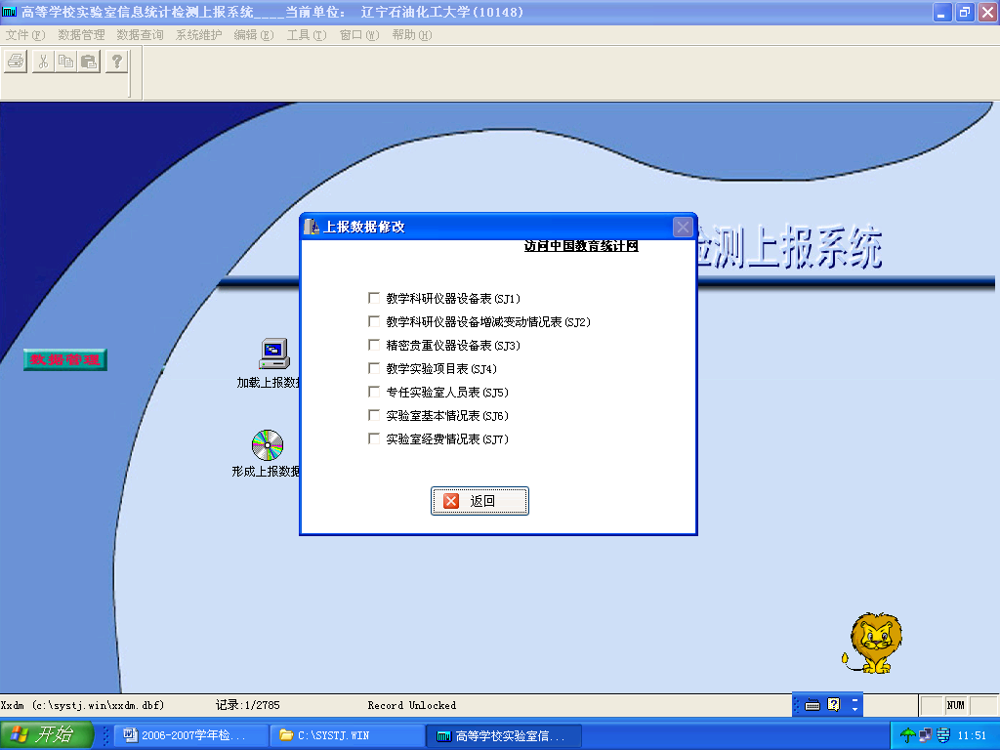 高等学校实验室信息统计检测上报系统____当前单位: 辽宁石油化工大学(10148)
文件(F) 数据管理 数据查询 系统维护 编辑(E) 工具(T) 窗口(W) 帮助(H)
检测上报系统
上报数据修改
访问中国教育统计网
教学科研仪器设备表(SJ1)
教学科研仪器设备增减变动情况表(SJ2)
精密贵重仪器设备表(SJ3)
教学实验项目表(SJ4)
专任实验室人员表(SJ5)
实验室基本情况表(SJ6)
实验室经费情况表(SJ7)
返回
数据管理
加载上报数据
形成上报数据
Xxdm (c:\systj.win\xxdm.dbf) 记录:1/2785 Record Unlocked NUM
开始 2006-2007学年检... C:\SYSTJ.WIN 高等学校实验室信... 11:51